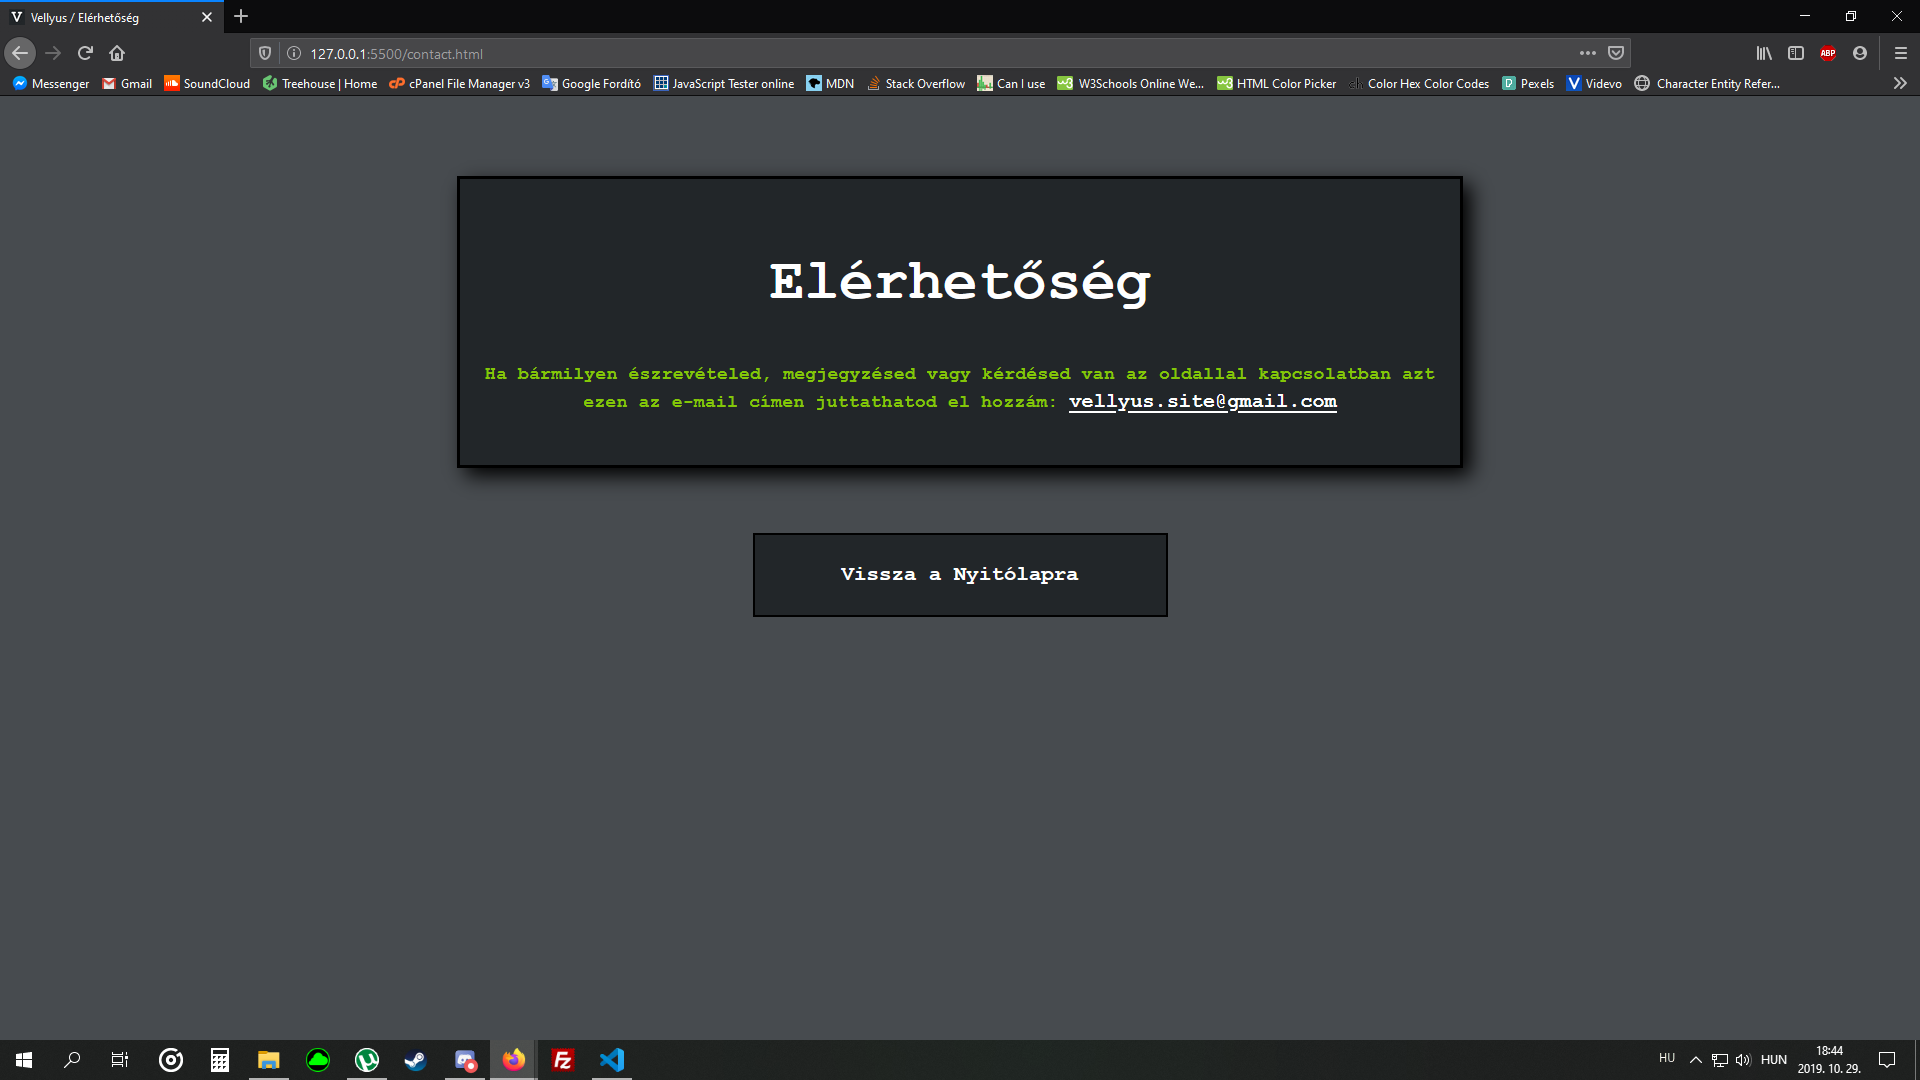 Vellyus / Elérhetőség
127.0.0.1:5500/contact.html
Messenger Gmail SoundCloud Treehouse | Home cPanel File Manager v3 Google Fordító JavaScript Tester online MDN Stack Overflow Can I use W3Schools Online We... HTML Color Picker Color Hex Color Codes Pexels Videvo Character Entity Refer...
Elérhetőség
Ha bármilyen észrevételed, megjegyzésed vagy kérdésed van az oldallal kapcsolatban azt
ezen az e-mail címen juttathatod el hozzám: vellyus.site@gmail.com
Vissza a Nyitólapra
HU HUN 18:44
2019. 10. 29.